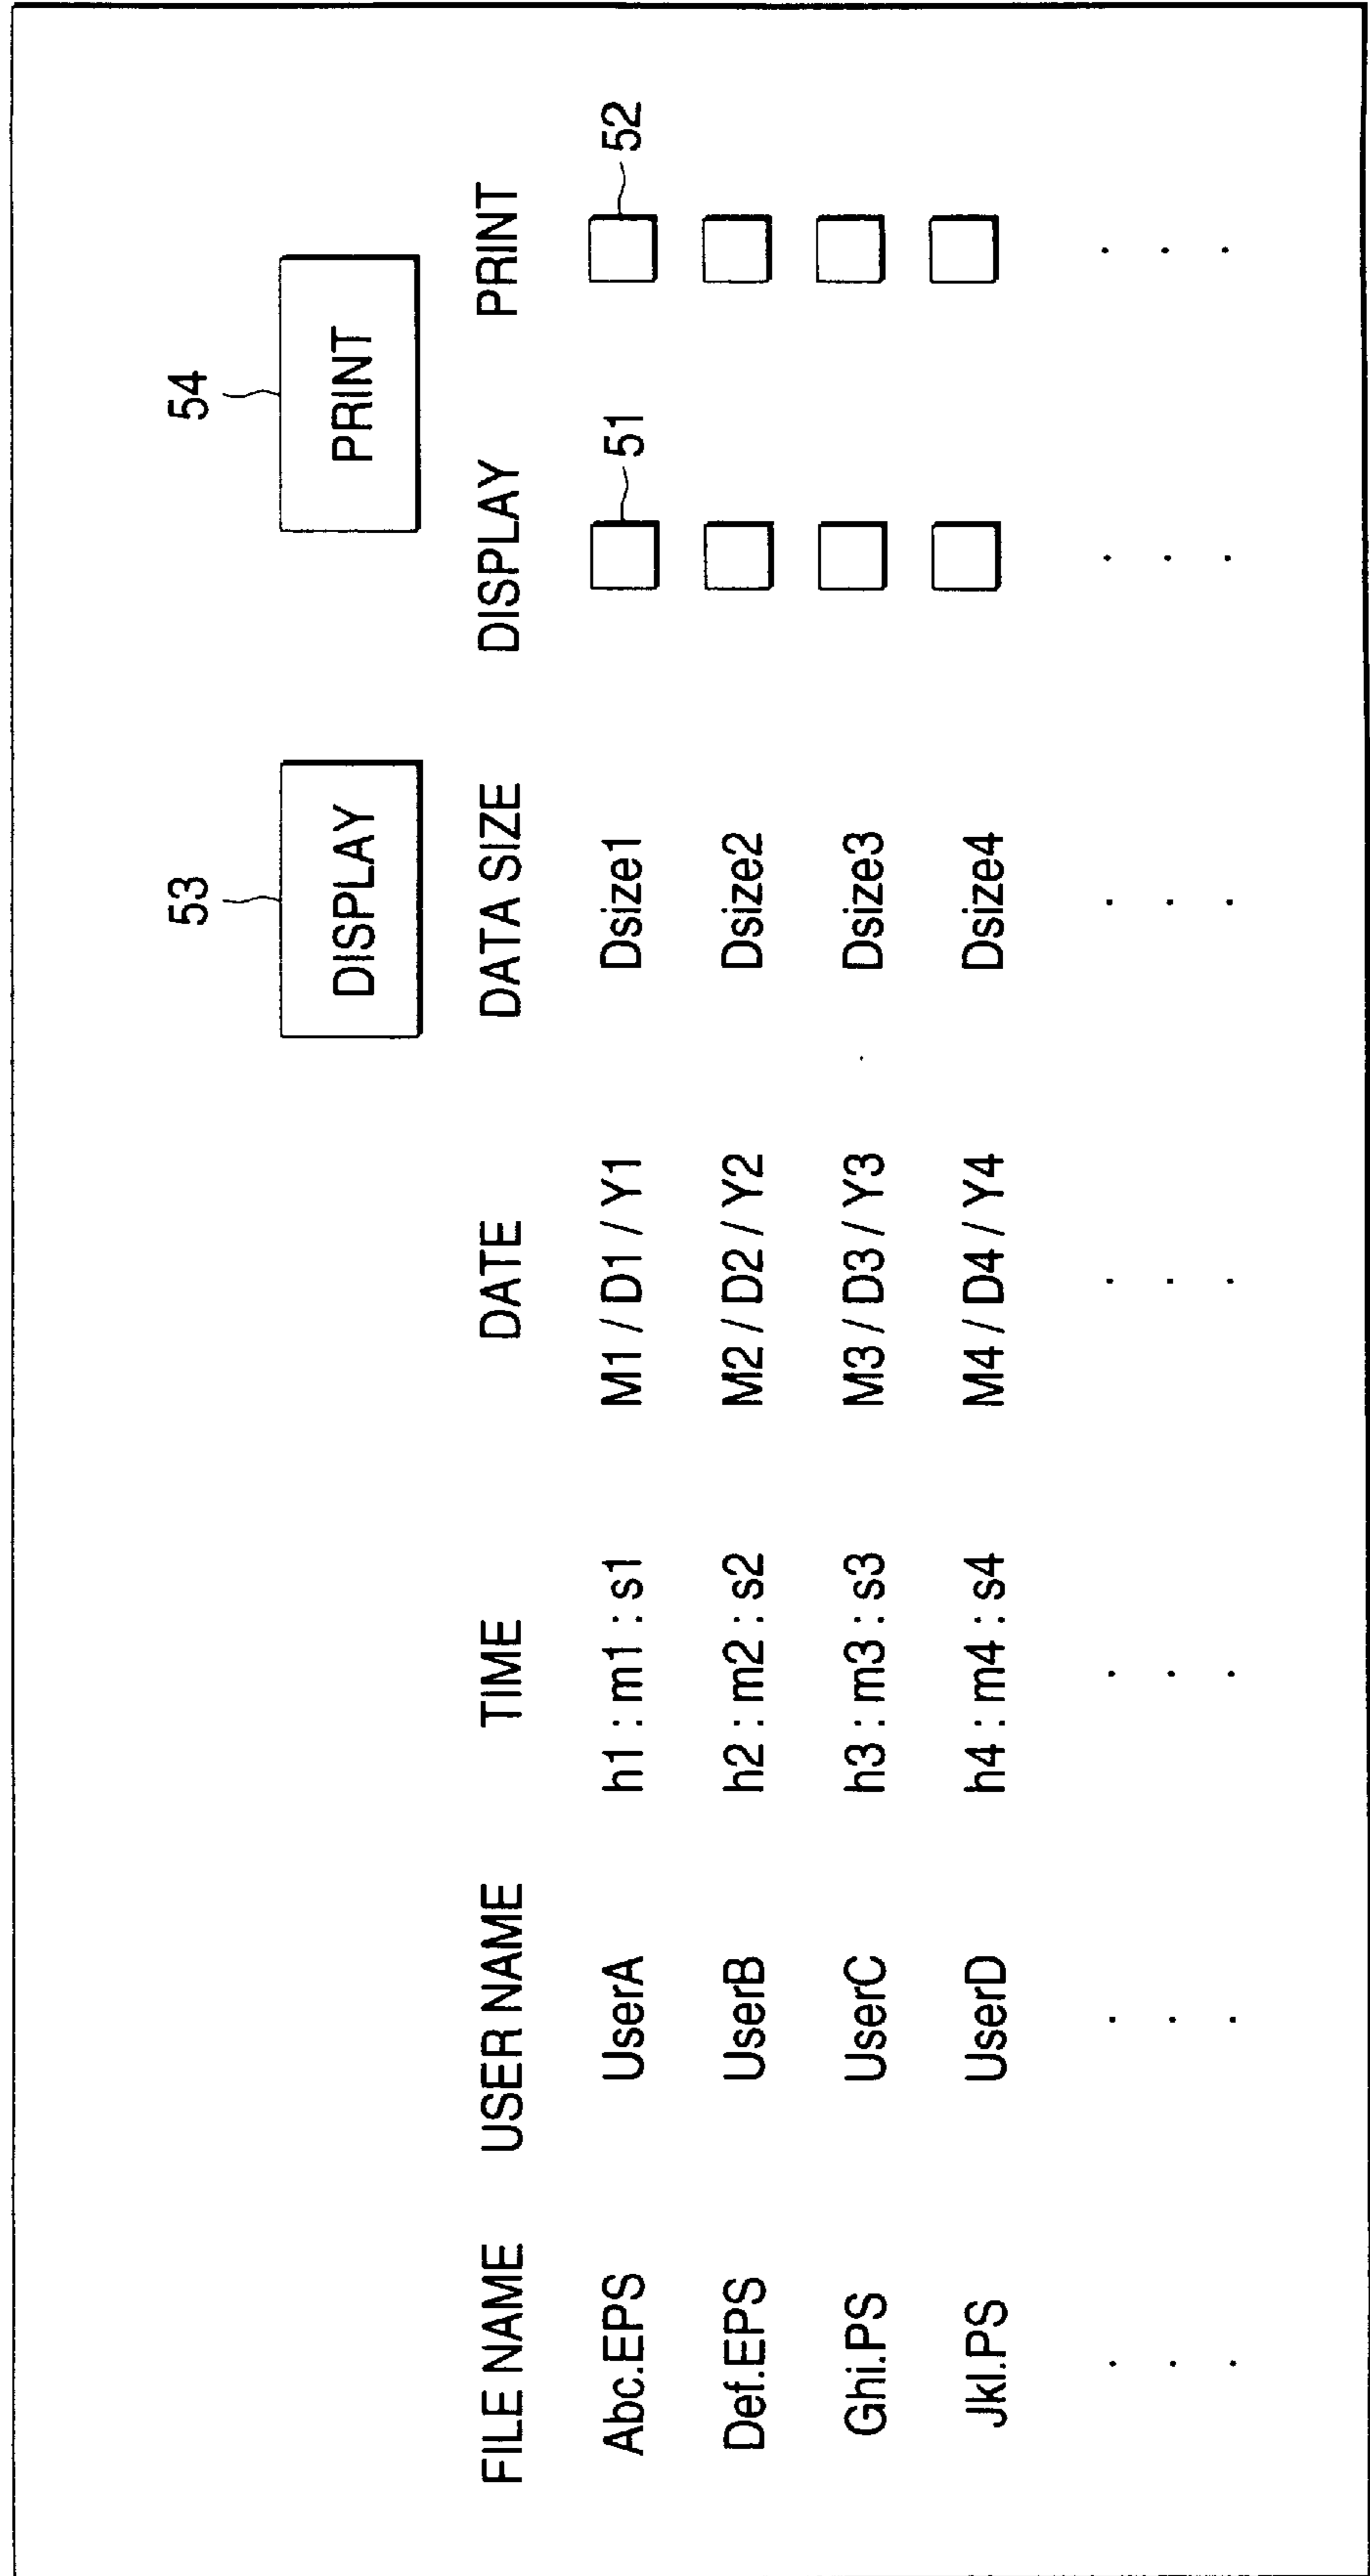 53 54
DISPLAY PRINT
FILE NAME USER NAME TIME DATE DATA SIZE DISPLAY PRINT
Abc.EPS UserA h1 : m1 : s1 M1 / D1 / Y1 Dsize1 51 52
Def.EPS UserB h2 : m2 : s2 M2 / D2 / Y2 Dsize2
Ghi.PS UserC h3 : m3 : s3 M3 / D3 / Y3 Dsize3
Jkl.PS UserD h4 : m4 : s4 M4 / D4 / Y4 Dsize4